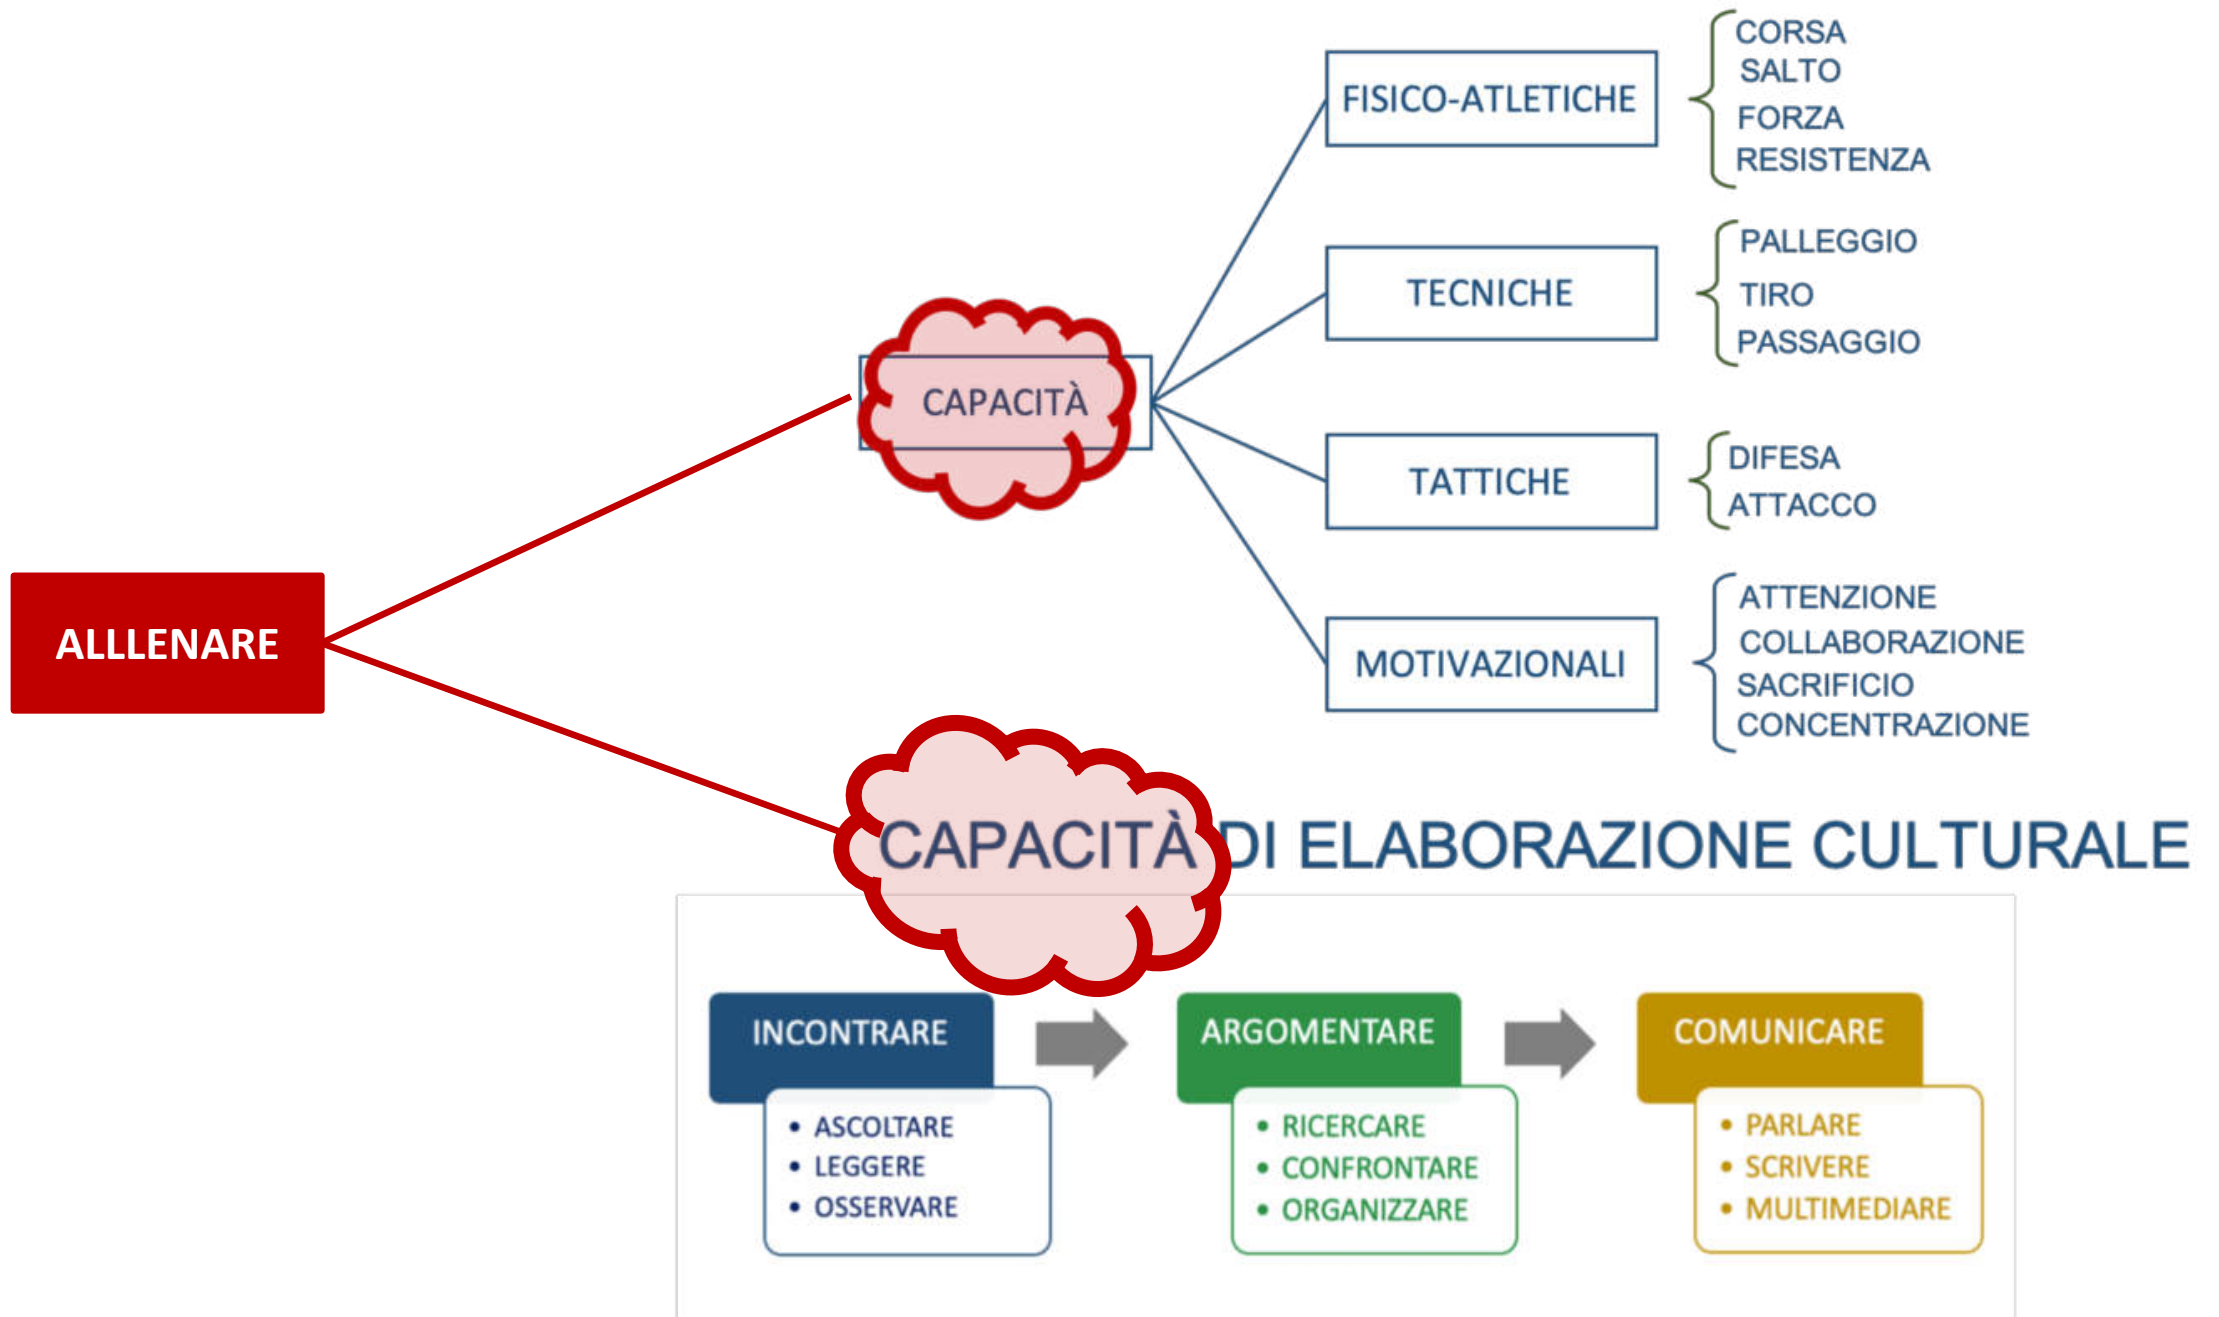 ALLLENARE
CAPACITÀ
FISICO-ATLETICHE
CORSA
SALTO
FORZA
RESISTENZA
TECNICHE
PALLEGGIO
TIRO
PASSAGGIO
TATTICHE
DIFESA
ATTACCO
MOTIVAZIONALI
ATTENZIONE
COLLABORAZIONE
SACRIFICIO
CONCENTRAZIONE
CAPACITÀ DI ELABORAZIONE CULTURALE
INCONTRARE
• ASCOLTARE
• LEGGERE
• OSSERVARE
ARGOMENTARE
• RICERCARE
• CONFRONTARE
• ORGANIZZARE
COMUNICARE
• PARLARE
• SCRIVERE
• MULTIMEDIARE